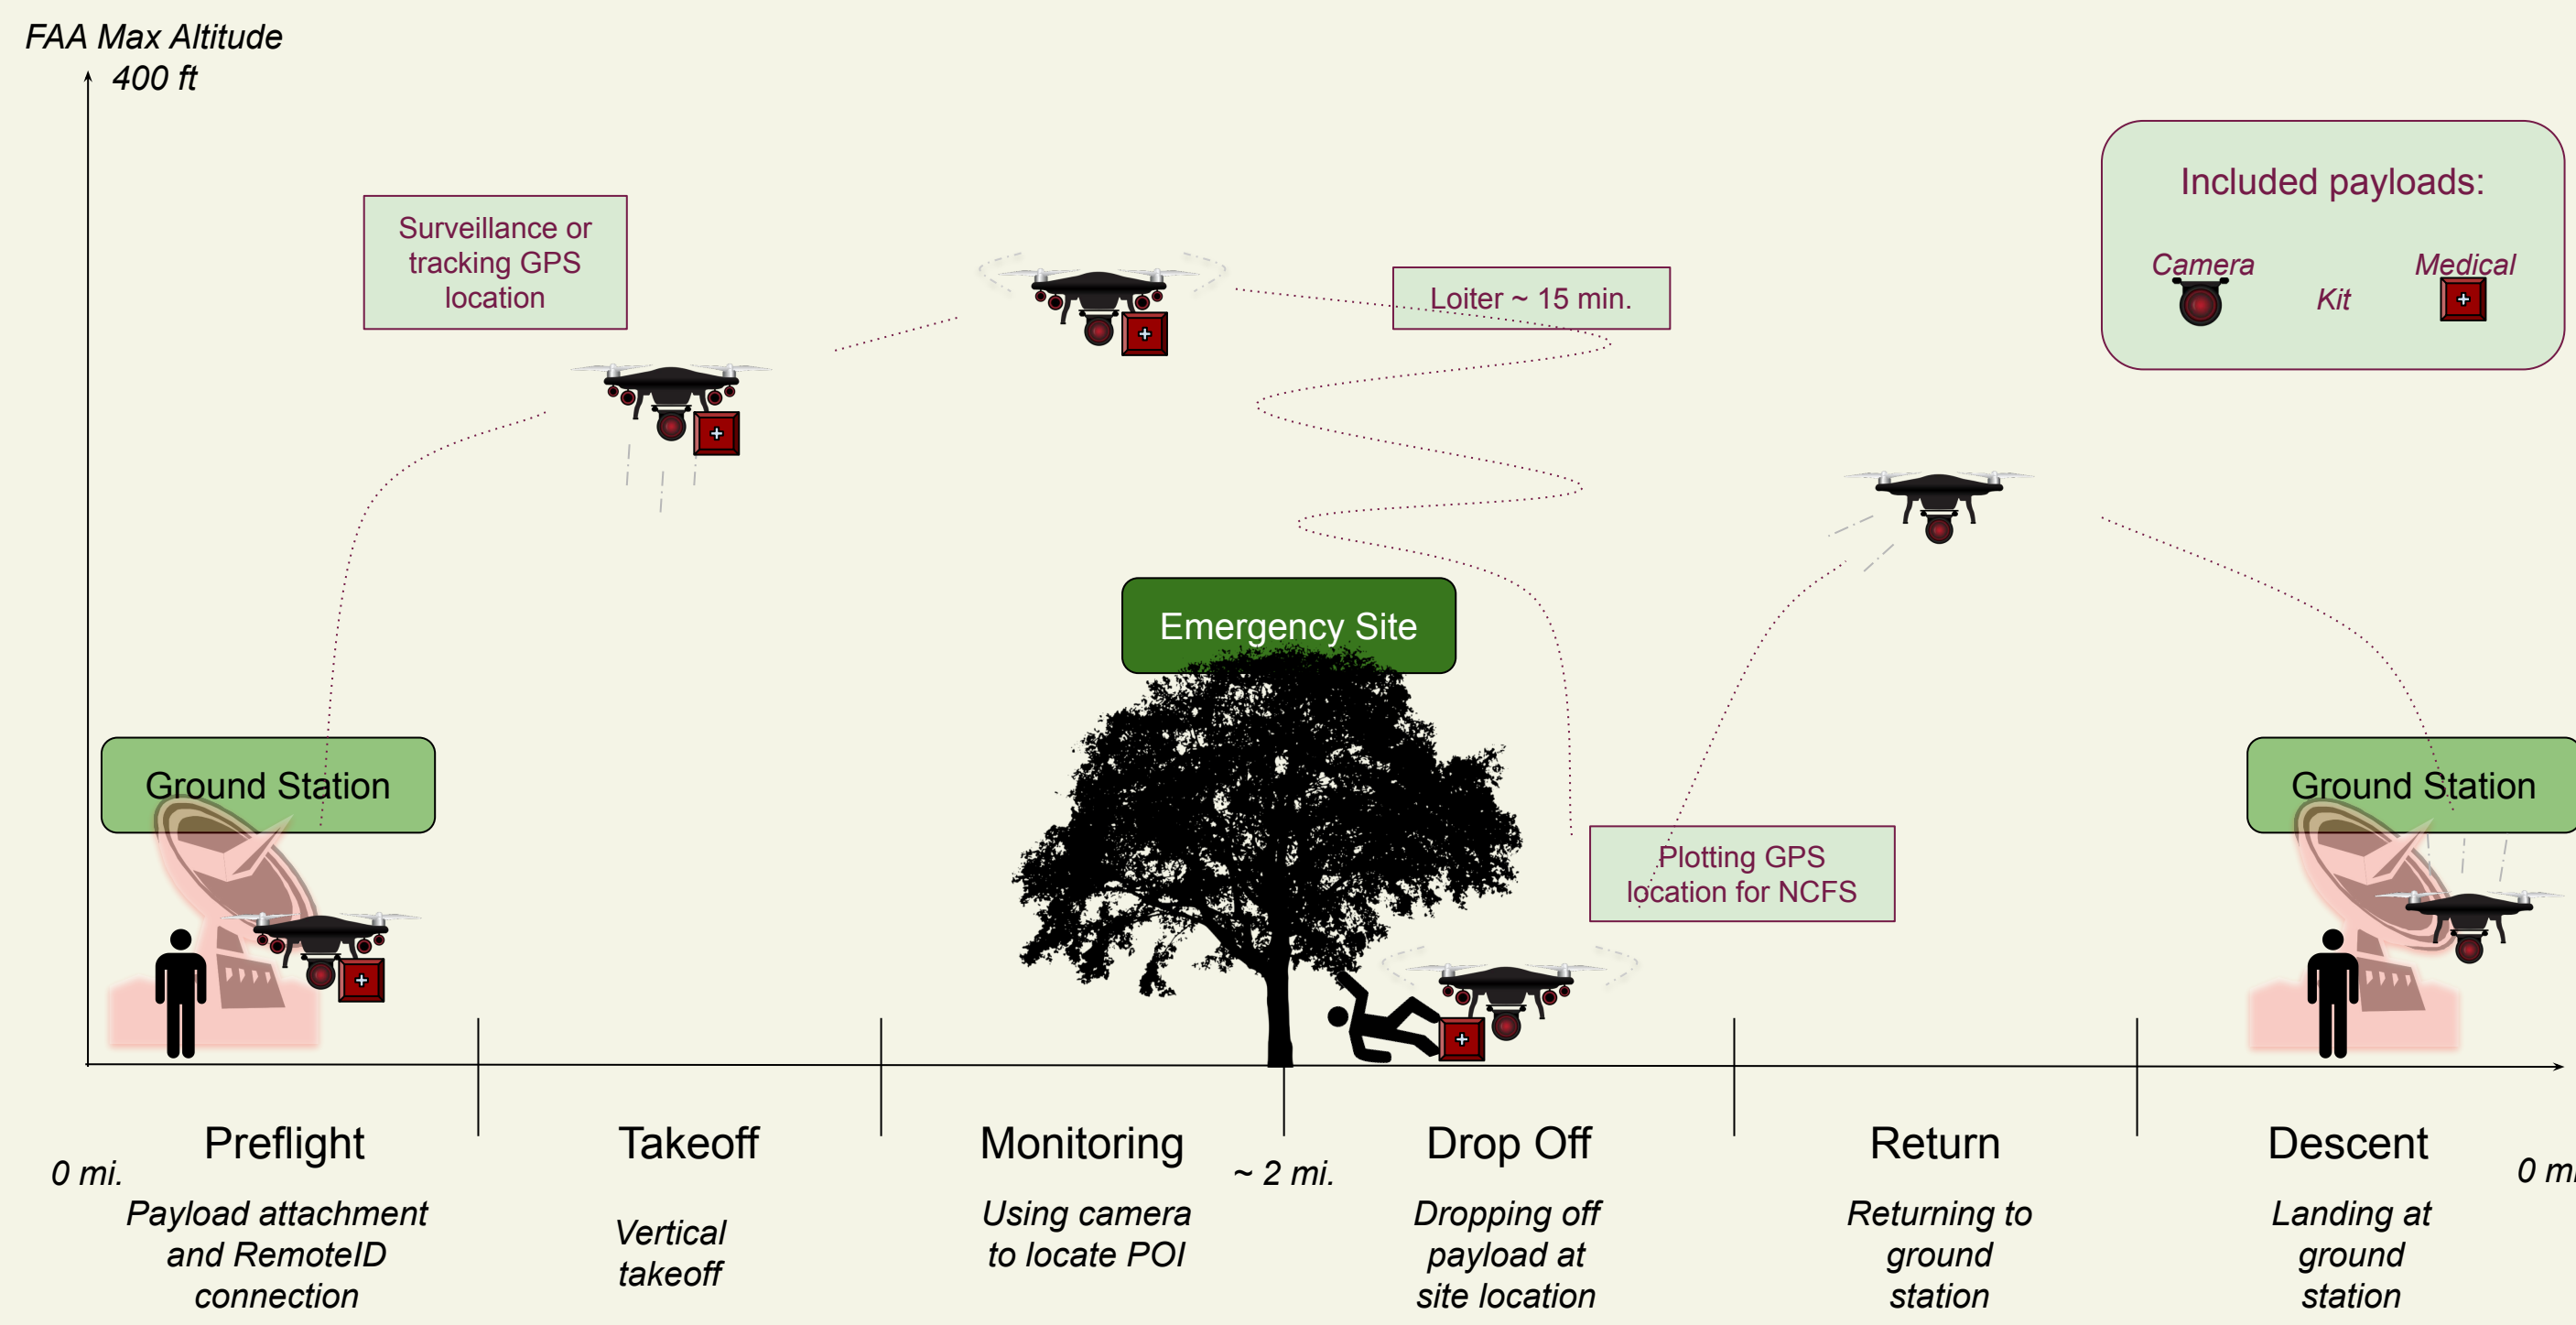 FAA Max Altitude
400 ft
Surveillance or
tracking GPS
location
Loiter ~ 15 min.
Included payloads:
Camera
Medical
Kit
Emergency Site
Ground Station
Ground Station
Plotting GPS
location for NCFS
Preflight
Takeoff
Monitoring
Drop Off
Return
Descent
0 mi.
~ 2 mi.
0 mi
Payload attachment
and RemoteID
connection
Vertical
takeoff
Using camera
to locate POI
Dropping off
payload at
site location
Returning to
ground
station
Landing at
ground
station